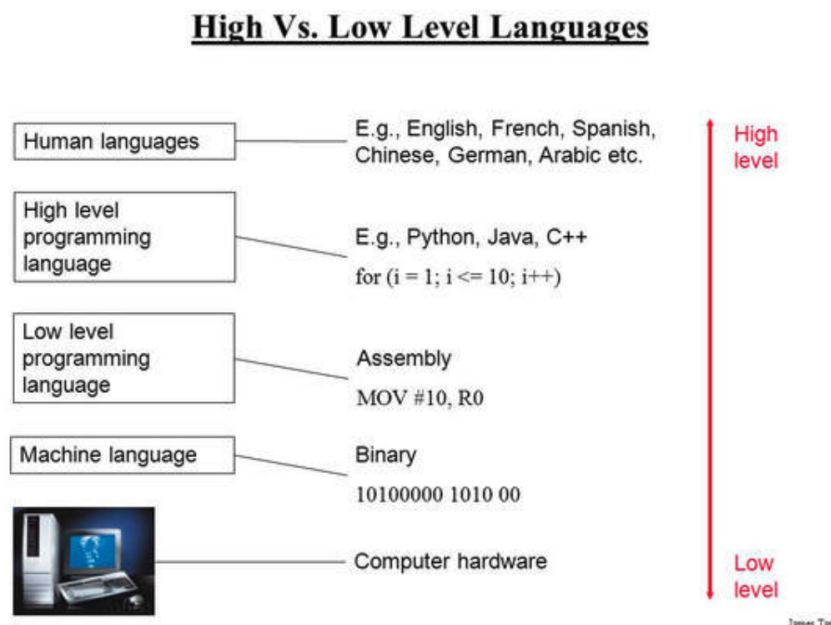 High Vs. Low Level Languages
Human languages
E.g., English, French, Spanish,
Chinese, German, Arabic etc.
High
level
High level
programming
language
E.g., Python, Java, C++
for (i = 1; i <= 10; i++)
Low level
programming
language
Assembly
MOV #10, R0
Machine language
Binary
10100000 1010 00
Computer hardware
Low
level